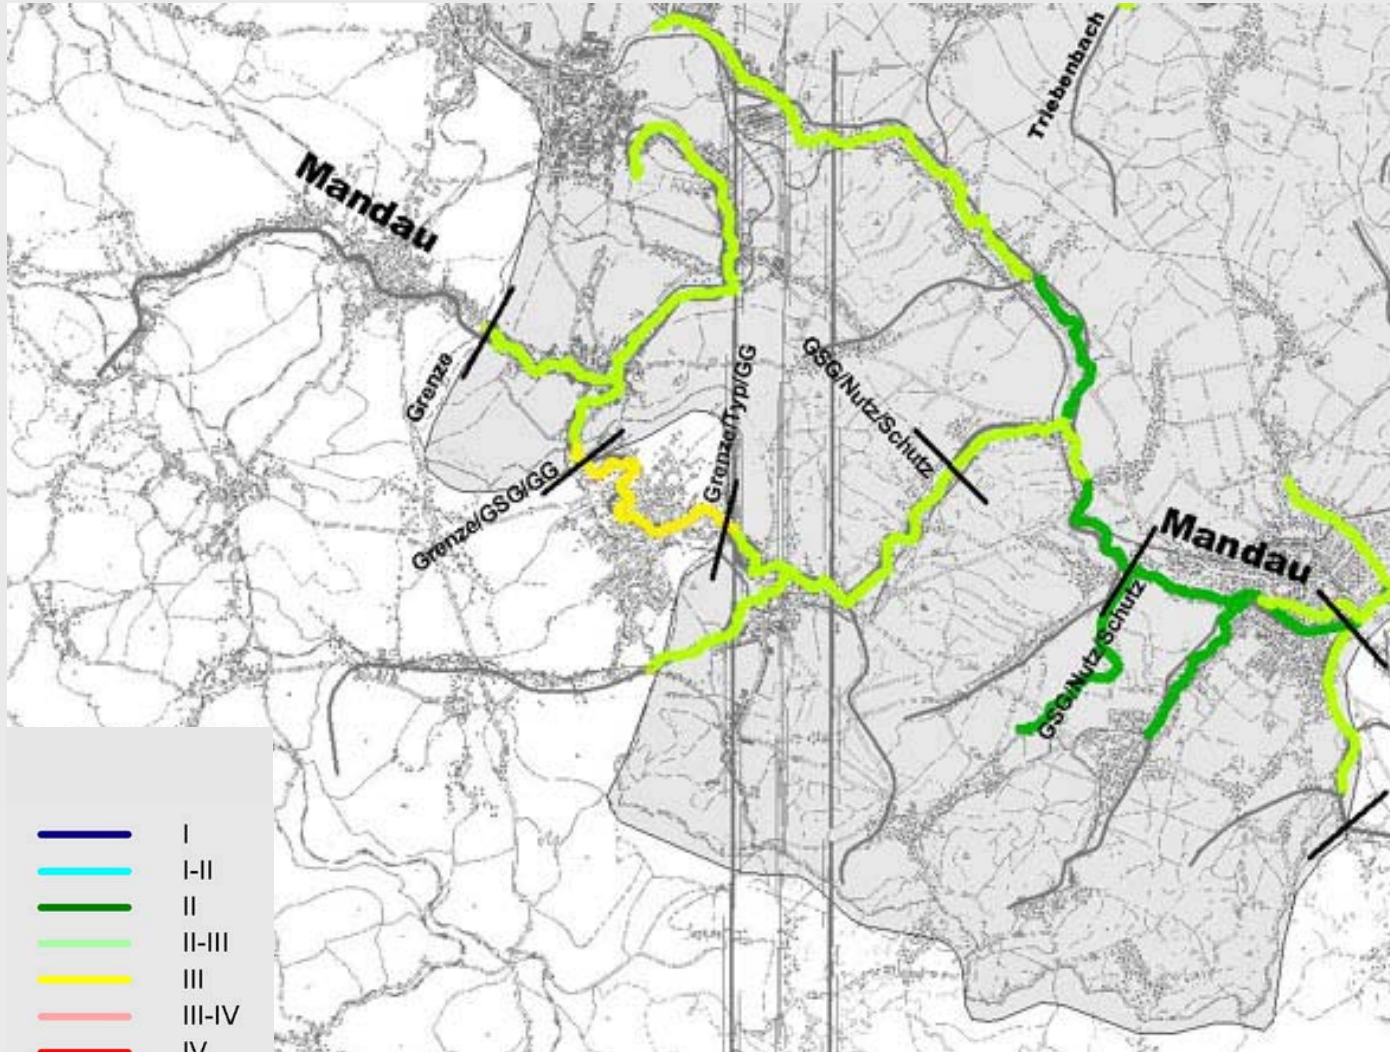 Triebenbach
Mandau
Grenze
Grenze/GSG/GG
Grenze/Typ/GG
GSG/Nutz/Schutz
Mandau
GSG/Nutz/Schutz
I
I-II
II
II-III
III
III-IV
IV